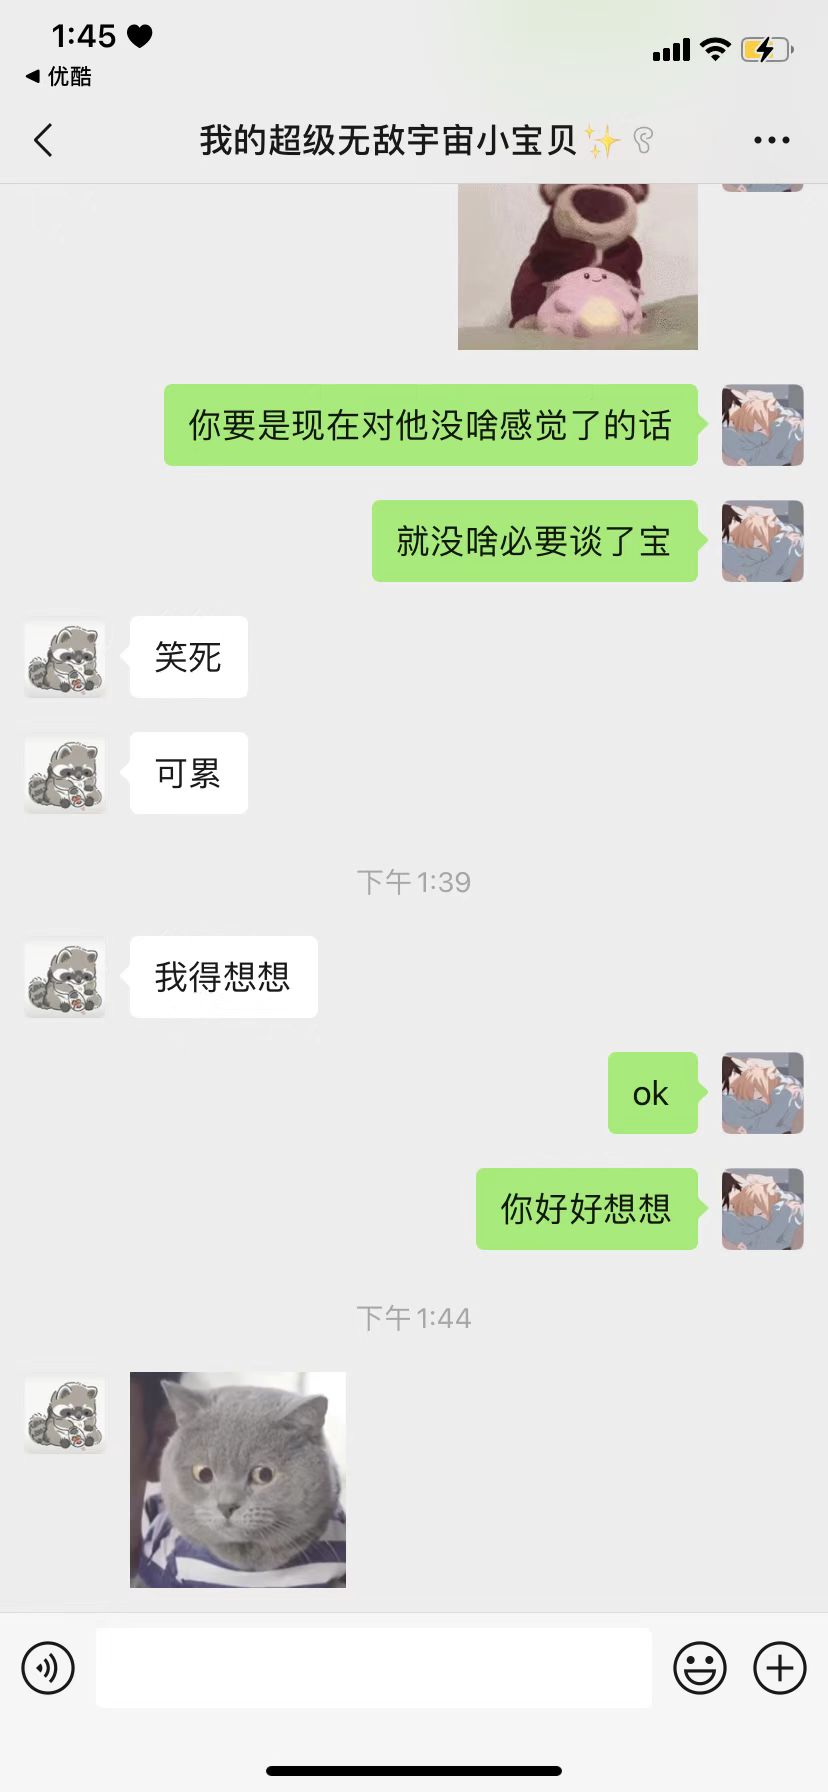 1:45
优酷
我的超级无敌宇宙小宝贝✨
你要是现在对他没啥感觉了的话
就没啥必要谈了宝
笑死
可累
下午 1:39
我得想想
ok
你好好想想
下午 1:44